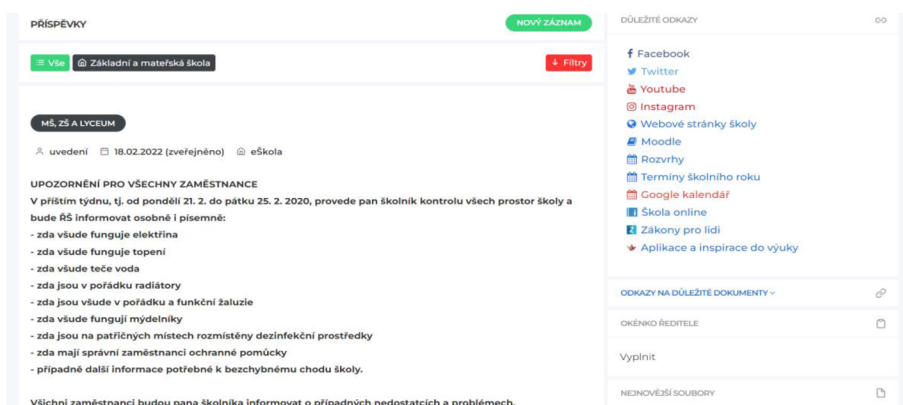 PŘÍSPĚVKY
NOVÝ ZÁZNAM
Vše
Základní a mateřská škola
Filtry
MŠ, ZŠ A LYCEUM
uvedení 18.02.2022 (zveřejněno) eŠkola
UPOZORNĚNÍ PRO VŠECHNY ZAMĚSTNANCE
V příštím týdnu, tj. od pondělí 21. 2. do pátku 25. 2. 2020, provede pan školník kontrolu všech prostor školy a
bude ŘŠ informovat osobně i písemně:
- zda všude funguje elektřina
- zda všude funguje topení
- zda všude teče voda
- zda jsou v pořádku radiátory
- zda jsou všude v pořádku a funkční žaluzie
- zda všude fungují mýdelníky
- zda jsou na patřičných místech rozmístěny dezinfekční prostředky
- zda mají správní zaměstnanci ochranné pomůcky
- případně další informace potřebné k bezchybnému chodu školy.
Všichni zaměstnanci budou pana školníka informovat o případných nedostatcích a problémech.
DŮLEŽITÉ ODKAZY
Facebook
Twitter
Youtube
Instagram
Webové stránky školy
Moodle
Rozvrhy
Termíny školního roku
Google kalendář
Škola online
Zákony pro lidi
Aplikace a inspirace do výuky
ODKAZY NA DŮLEŽITÉ DOKUMENTY
OKÉNKO ŘEDITELE
Vyplnit
NEJNOVĚJŠÍ SOUBORY